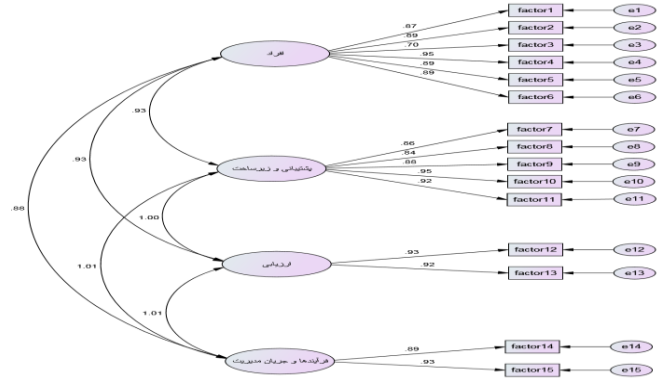 .87 factor1 e1
.89 factor2 e2
.70 factor3 e3
.95 factor4 e4
.89 factor5 e5
.89 factor6 e6
افراد
.93
.86 factor7 e7
.84 factor8 e8
.88 factor9 e9
.95 factor10 e10
.92 factor11 e11
پشتیبانی و زیرساخت
.93
.88
1.00
.93 factor12 e12
.92 factor13 e13
ارزیابی
1.01
1.01
.89 factor14 e14
.93 factor15 e15
فرآیندها و جریان مدیریت